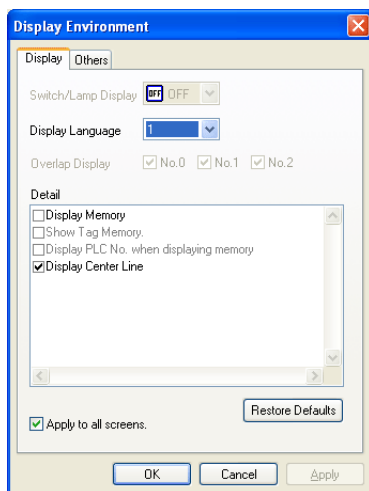 Display Environment
Display Others
Switch/Lamp Display OFF OFF
Display Language 1
Overlap Display No.0 No.1 No.2
Detail
Display Memory
Show Tag Memory.
Display PLC No. when displaying memory
Display Center Line
Restore Defaults
Apply to all screens.
OK Cancel Apply